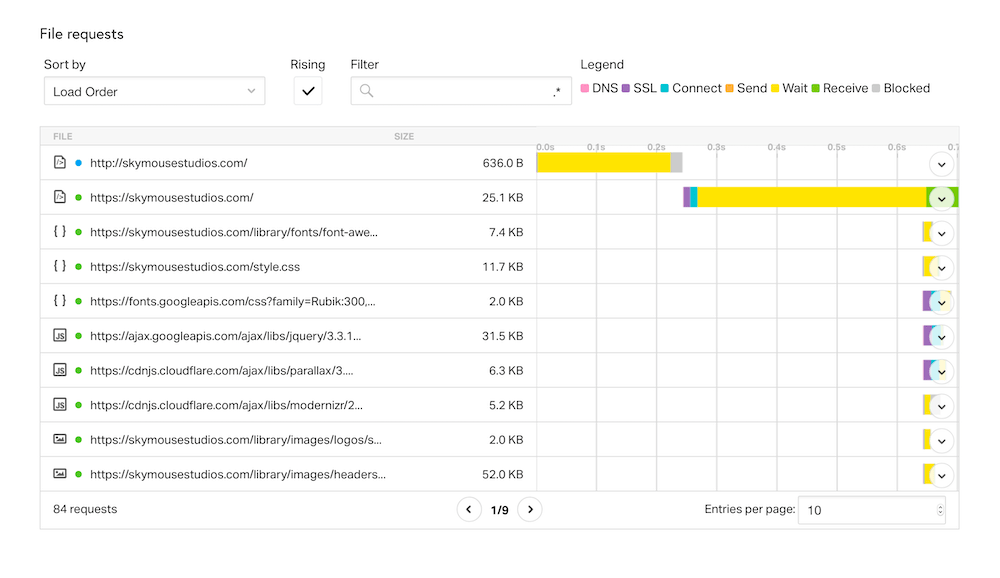 File requests
Sort by Rising Filter Legend
Load Order .* DNS SSL Connect Send Wait Receive Blocked
FILE SIZE
0.0s 0.1s 0.2s 0.3s 0.4s 0.5s 0.6s 0.7
http://skymousestudios.com/ 636.0 B
https://skymousestudios.com/ 25.1 KB
{ } https://skymousestudios.com/library/fonts/font-awe... 7.4 KB
{ } https://skymousestudios.com/style.css 11.7 KB
{ } https://fonts.googleapis.com/css?family=Rubik:300,... 2.0 KB
JS https://ajax.googleapis.com/ajax/libs/jquery/3.3.1... 31.5 KB
JS https://cdnjs.cloudflare.com/ajax/libs/parallax/3.... 6.3 KB
JS https://cdnjs.cloudflare.com/ajax/libs/modernizr/2... 5.2 KB
https://skymousestudios.com/library/images/logos/s... 2.0 KB
https://skymousestudios.com/library/images/headers... 52.0 KB
84 requests 1/9 Entries per page: 10